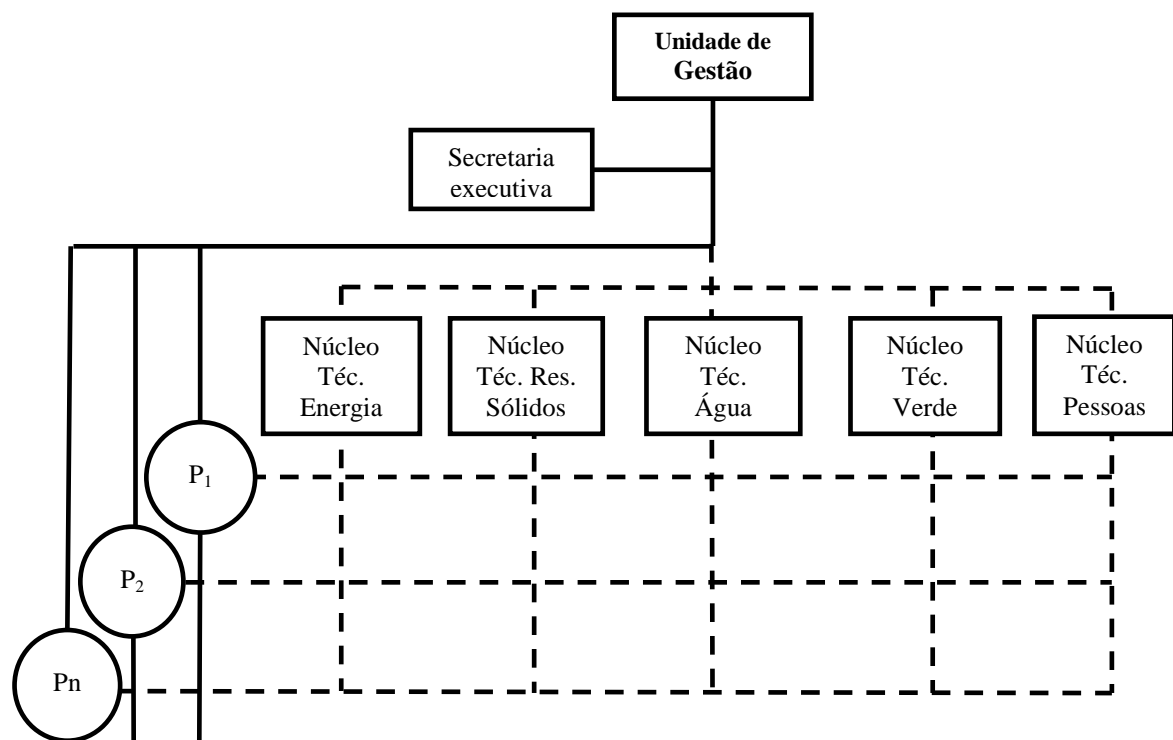 Unidade de
Gestão
Secretaria
executiva
Núcleo
Téc.
Energia
Núcleo
Téc. Res.
Sólidos
Núcleo
Téc.
Água
Núcleo
Téc.
Verde
Núcleo
Téc.
Pessoas
P₁
P₂
Pn